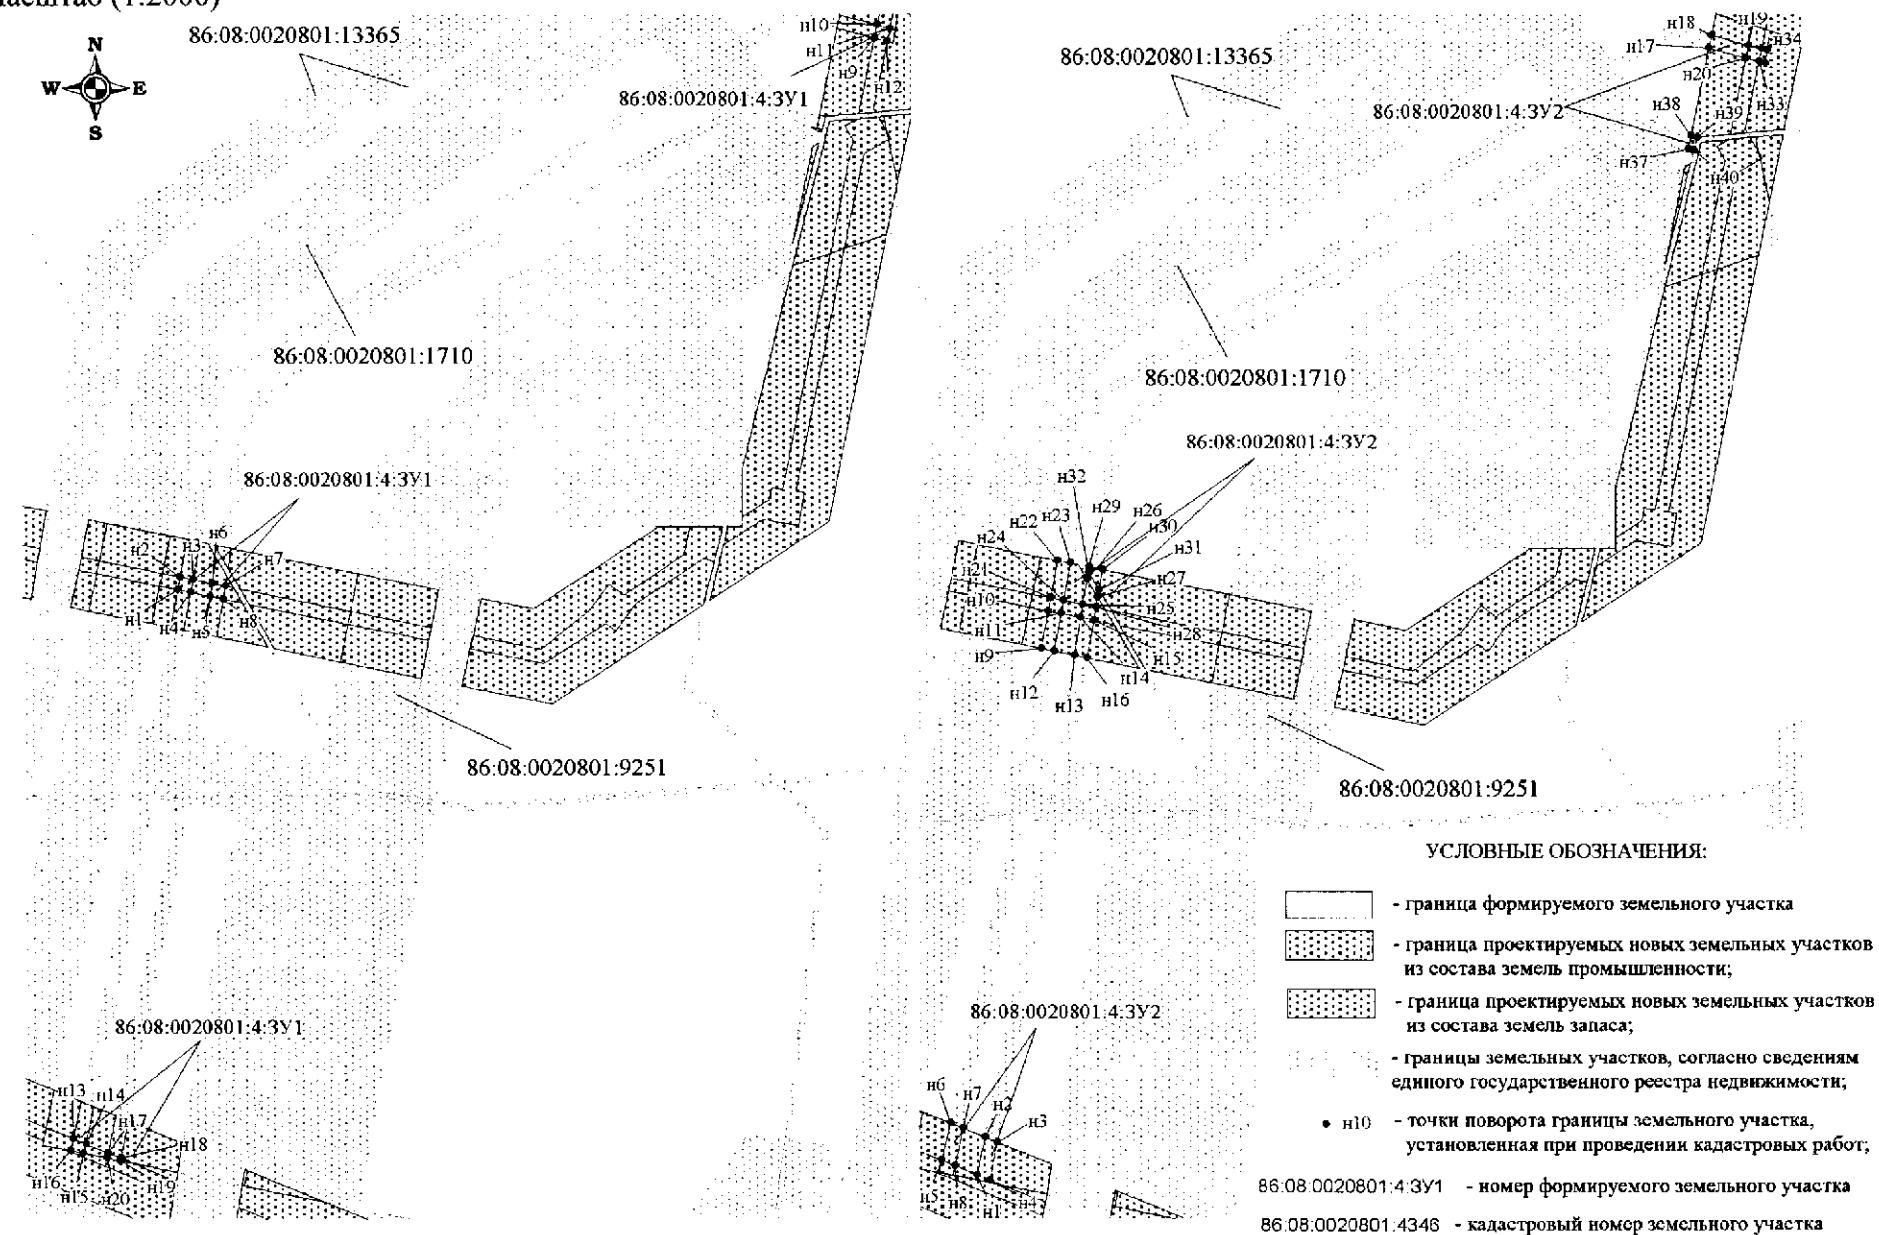 масштаб (1:2000)
N
W E
S
86:08:0020801:13365
н10
н11
н9
н12
86:08:0020801:4:ЗУ1
86:08:0020801:1710
86:08:0020801:4:ЗУ1
н6
н2
н3
н7
н1
н4
н5
н8
86:08:0020801:9251
86:08:0020801:4:ЗУ1
н13
н14
н17
н18
н16
н15
н20
н19
86:08:0020801:13365
н18
н19
н17
н34
н20
86:08:0020801:4:ЗУ2
н38
н39
н33
н37
н40
86:08:0020801:1710
86:08:0020801:4:ЗУ2
н32
н29
н26
н22
н23
н30
н24
н31
н21
н27
н10
н25
н11
н28
н9
н15
н12
н14
н13
н16
86:08:0020801:9251
86:08:0020801:4:ЗУ2
н6
н7
н2
н3
н5
н8
н1
н4
УСЛОВНЫЕ ОБОЗНАЧЕНИЯ:
- граница формируемого земельного участка
- граница проектируемых новых земельных участков
из состава земель промышленности;
- граница проектируемых новых земельных участков
из состава земель запаса;
- границы земельных участков, согласно сведениям
единого государственного реестра недвижимости;
• н10 - точки поворота границы земельного участка,
установленная при проведении кадастровых работ;
86:08:0020801:4:ЗУ1 - номер формируемого земельного участка
86:08:0020801:4346 - кадастровый номер земельного участка